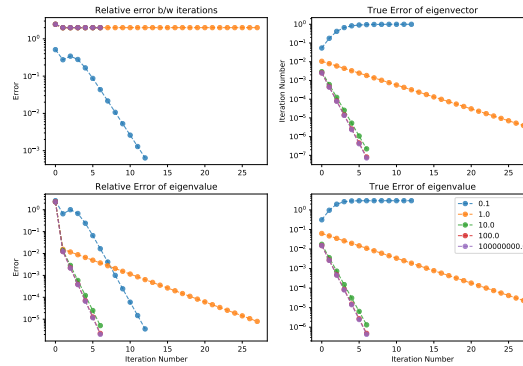 Relative error b/w iterations
10⁰
10⁻¹
10⁻²
10⁻³
Error
0 5 10 15 20 25
True Error of eigenvector
10⁰
10⁻¹
10⁻²
10⁻³
10⁻⁴
10⁻⁵
10⁻⁶
10⁻⁷
Iteration Number
0 5 10 15 20 25
Relative Error of eigenvalue
10⁰
10⁻¹
10⁻²
10⁻³
10⁻⁴
10⁻⁵
Error
0 5 10 15 20 25
Iteration Number
True Error of eigenvalue
10⁰
10⁻¹
10⁻²
10⁻³
10⁻⁴
10⁻⁵
10⁻⁶
0.1
1.0
10.0
100.0
100000000.
0 5 10 15 20 25
Iteration Number